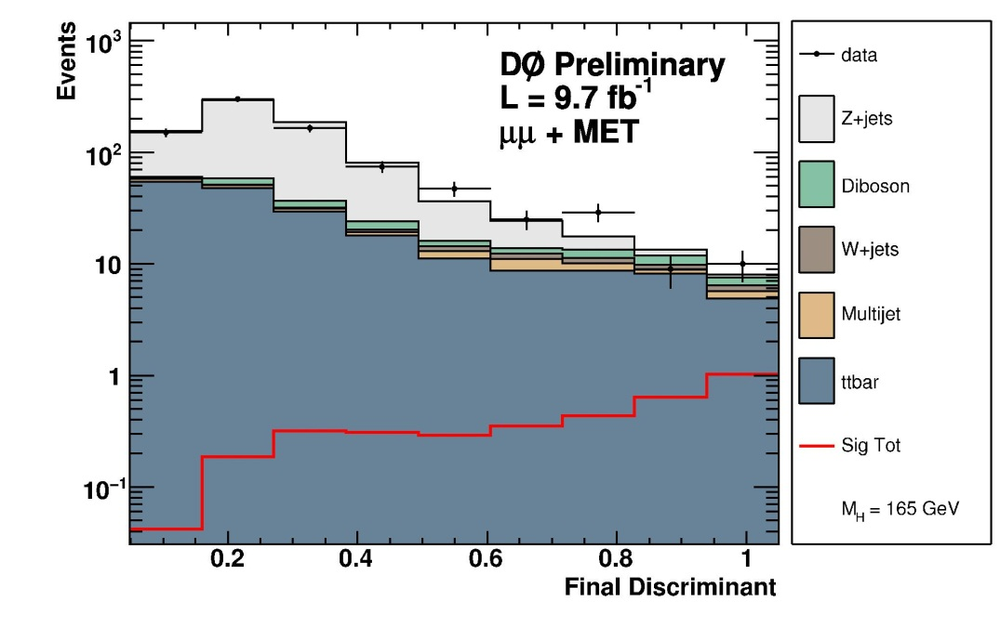 Events
10³
10²
10
1
10⁻¹
DØ Preliminary
L = 9.7 fb⁻¹
μμ + MET
0.2 0.4 0.6 0.8 1
Final Discriminant
data
Z+jets
Diboson
W+jets
Multijet
ttbar
Sig Tot
M_H = 165 GeV